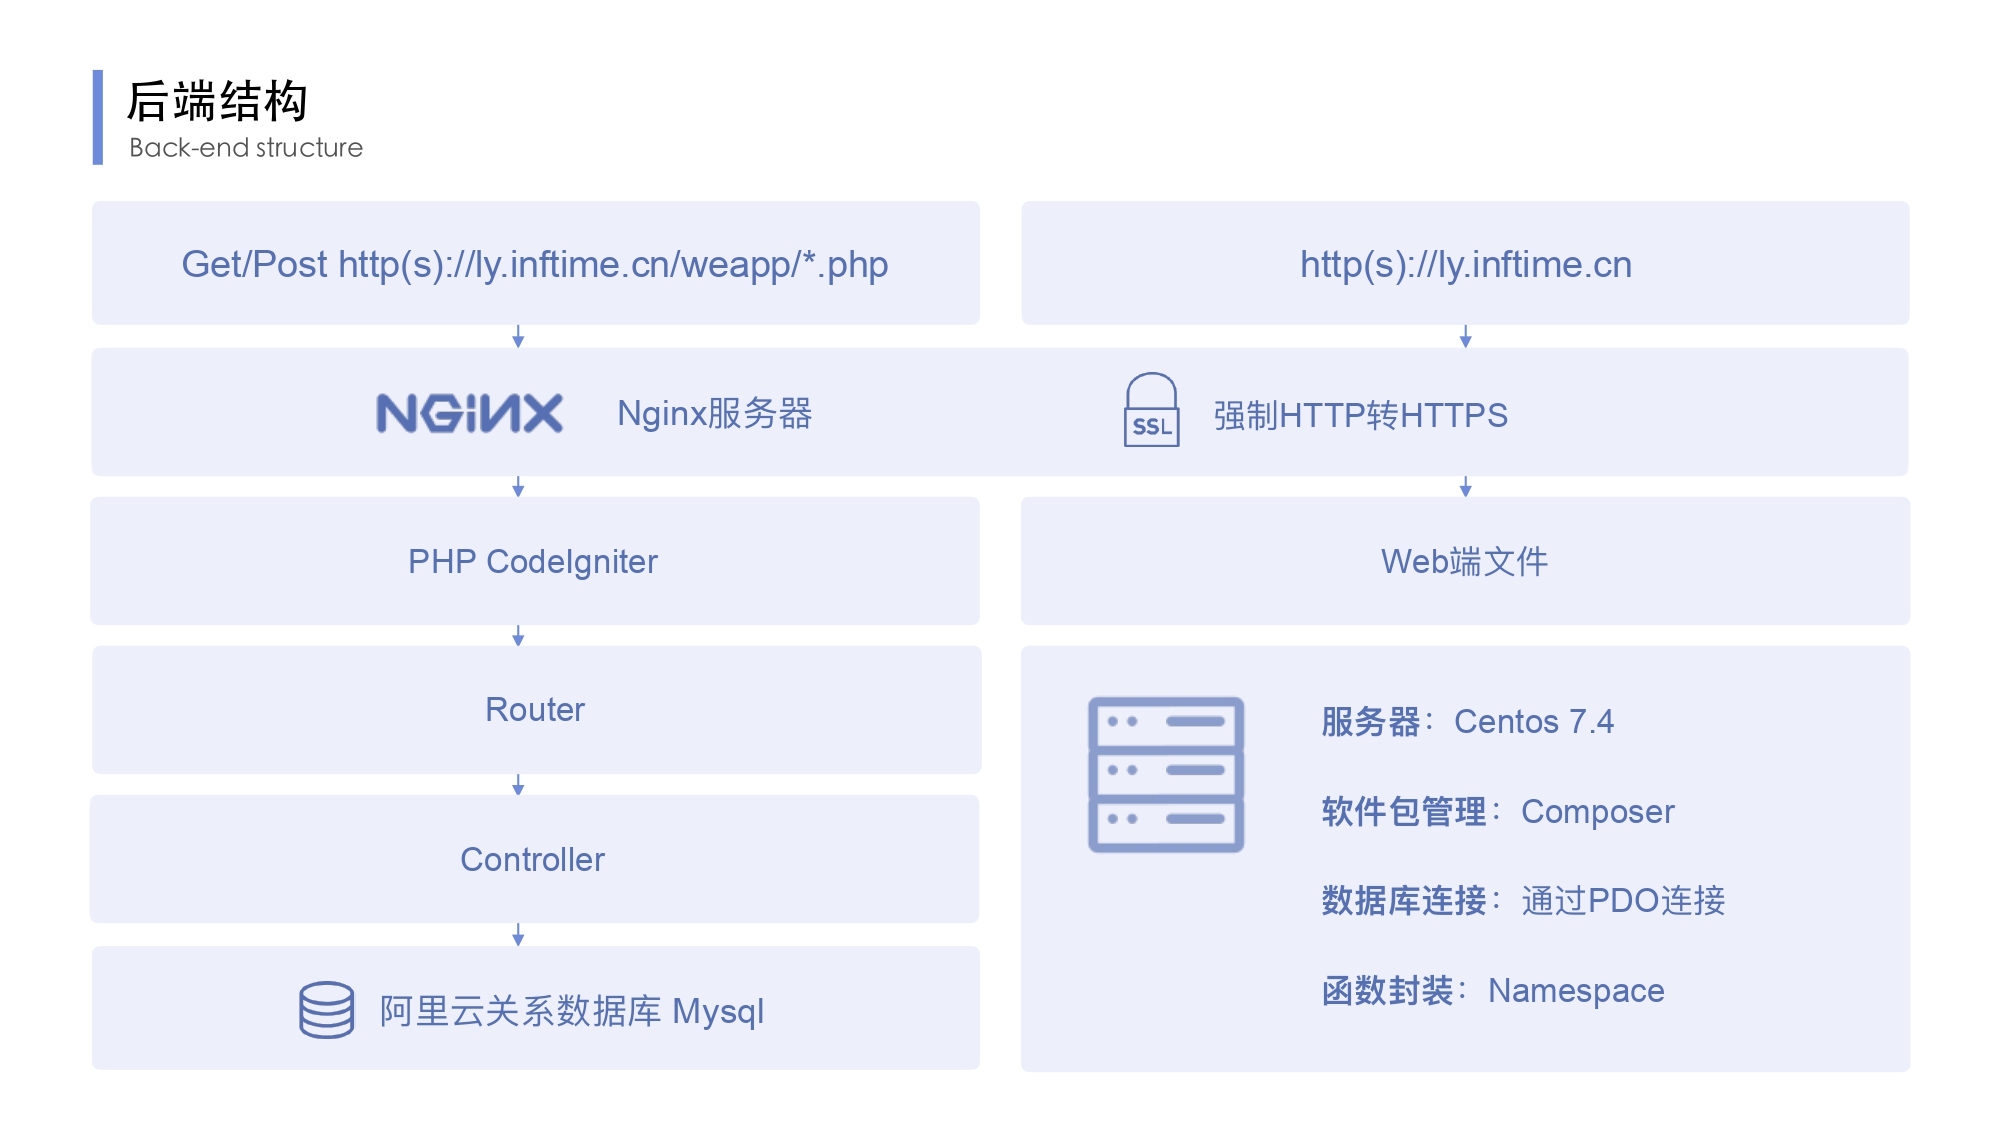 后端结构
Back-end structure
Get/Post http(s)://ly.inftime.cn/weapp/*.php
http(s)://ly.inftime.cn
NGiNX
Nginx服务器
SSL
强制HTTP转HTTPS
PHP CodeIgniter
Web端文件
Router
Controller
阿里云关系数据库 Mysql
服务器：Centos 7.4
软件包管理：Composer
数据库连接：通过PDO连接
函数封装：Namespace